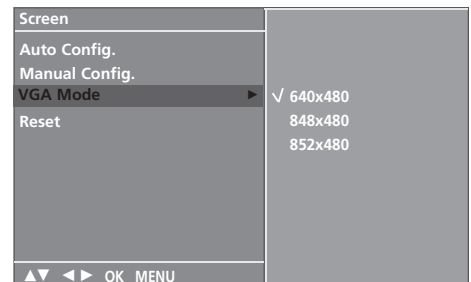 Screen
Auto Config.
Manual Config.
VGA Mode ►
Reset
√ 640x480
848x480
852x480
▲▼ ◄► OK MENU